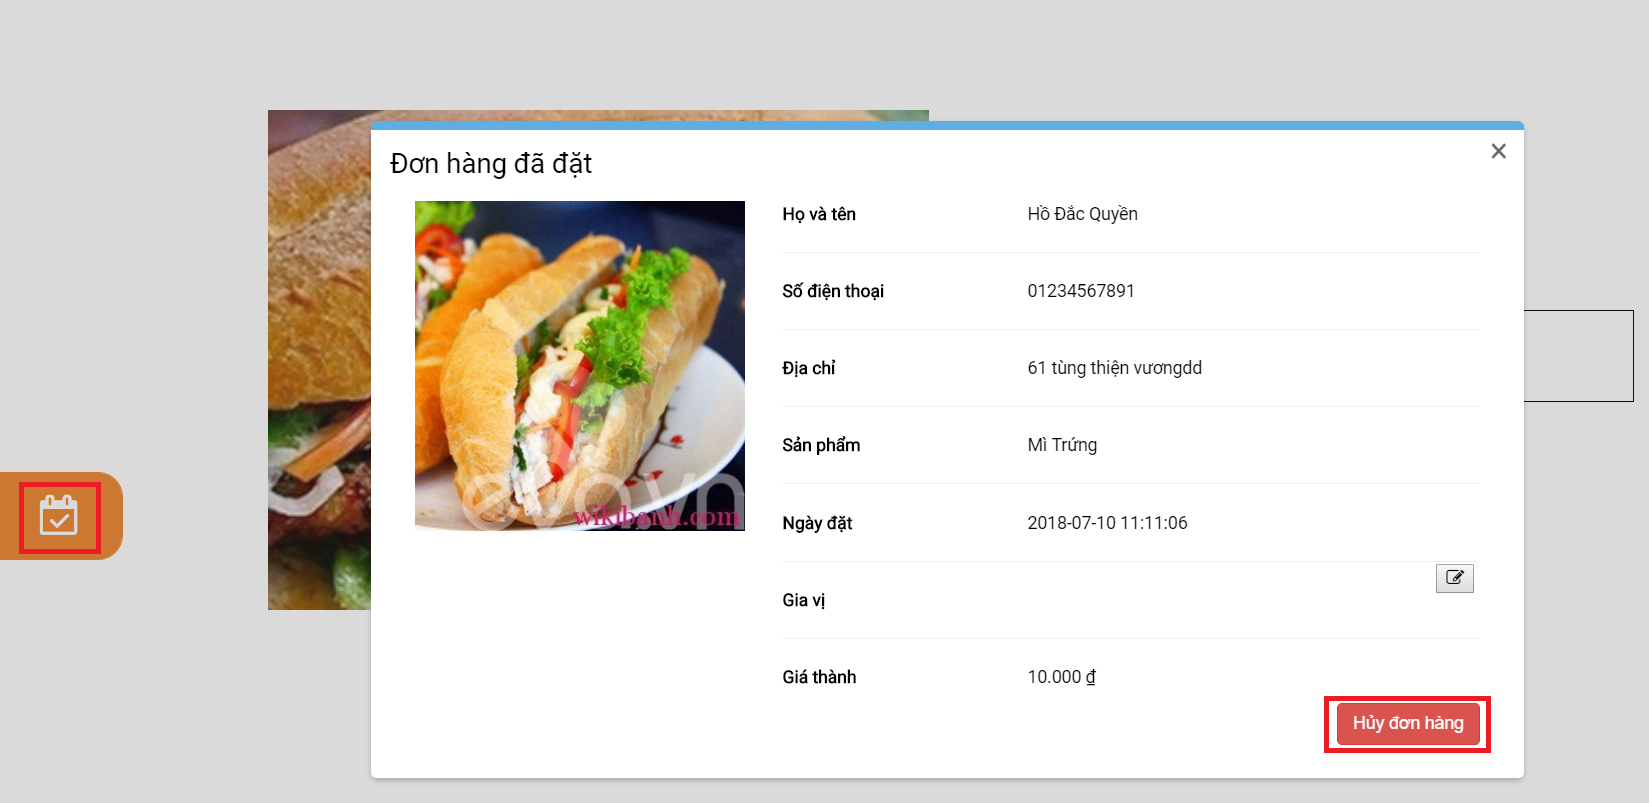 Đơn hàng đã đặt
Họ và tên Hồ Đắc Quyền
Số điện thoại 01234567891
Địa chỉ 61 tùng thiện vươngdd
Sản phẩm Mì Trứng
Ngày đặt 2018-07-10 11:11:06
Gia vị
Giá thành 10.000 ₫
Hủy đơn hàng
eva.vn
wikibanh.com